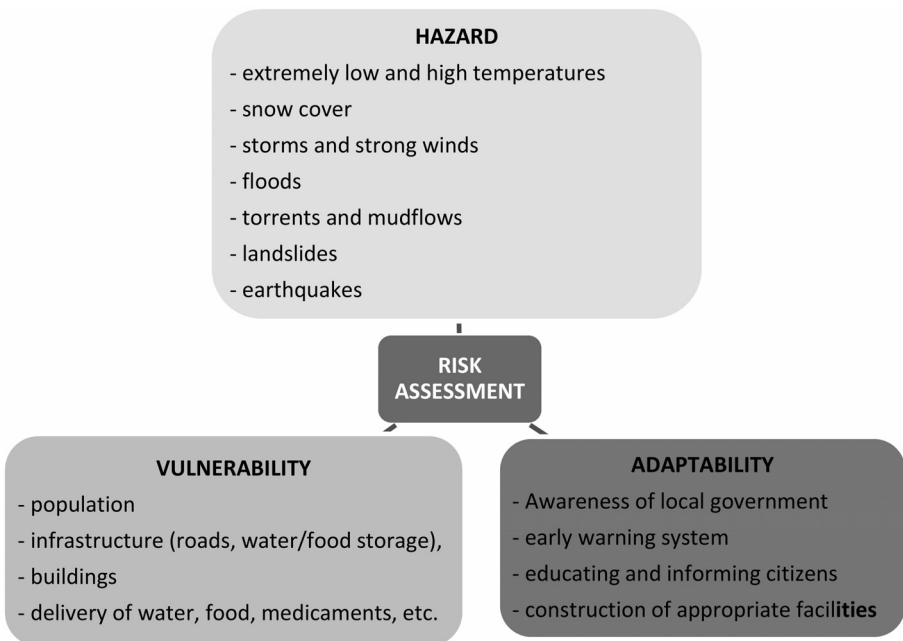 HAZARD
- extremely low and high temperatures
- snow cover
- storms and strong winds
- floods
- torrents and mudflows
- landslides
- earthquakes
RISK
ASSESSMENT
VULNERABILITY
- population
- infrastructure (roads, water/food storage),
- buildings
- delivery of water, food, medicaments, etc.
ADAPTABILITY
- Awareness of local government
- early warning system
- educating and informing citizens
- construction of appropriate facilities